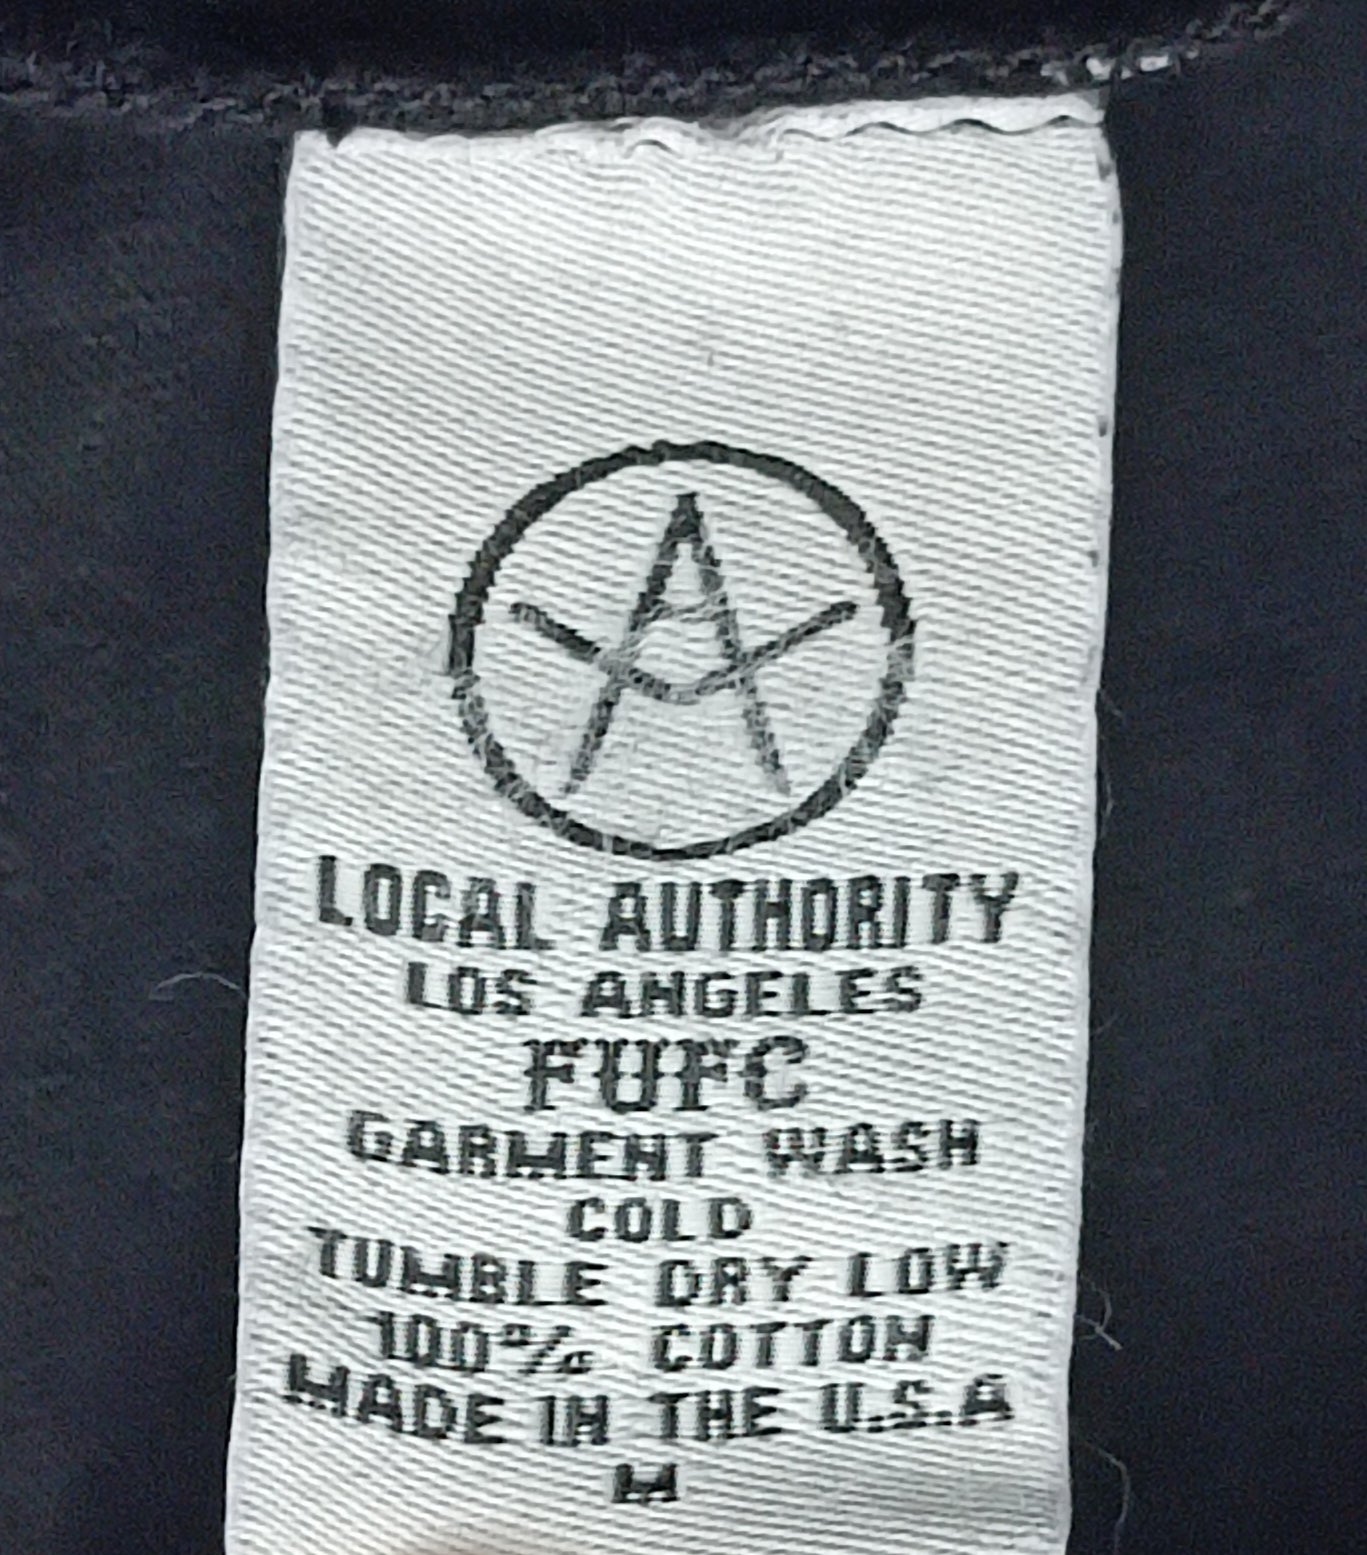 LOCAL AUTHORITY
LOS ANGELES
FUFC
GARMENT WASH
COLD
TUMBLE DRY LOW
100% COTTON
MADE IN THE U.S.A
M